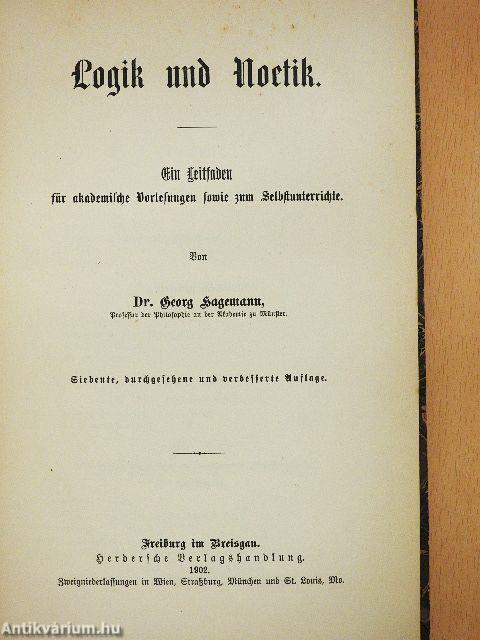 Logik und Noetik.
Ein Leitfaden
für akademische Vorlesungen sowie zum Selbstunterrichte.
Von
Dr. Georg Hagemann,
Professor der Philosophie an der Akademie zu Münster.
Siebente, durchgesehene und verbesserte Auflage.
Freiburg im Breisgau.
Herdersche Verlagshandlung.
1902.
Zweigniederlassungen in Wien, Straßburg, München und St. Louis, Mo.
Antikvárium.hu